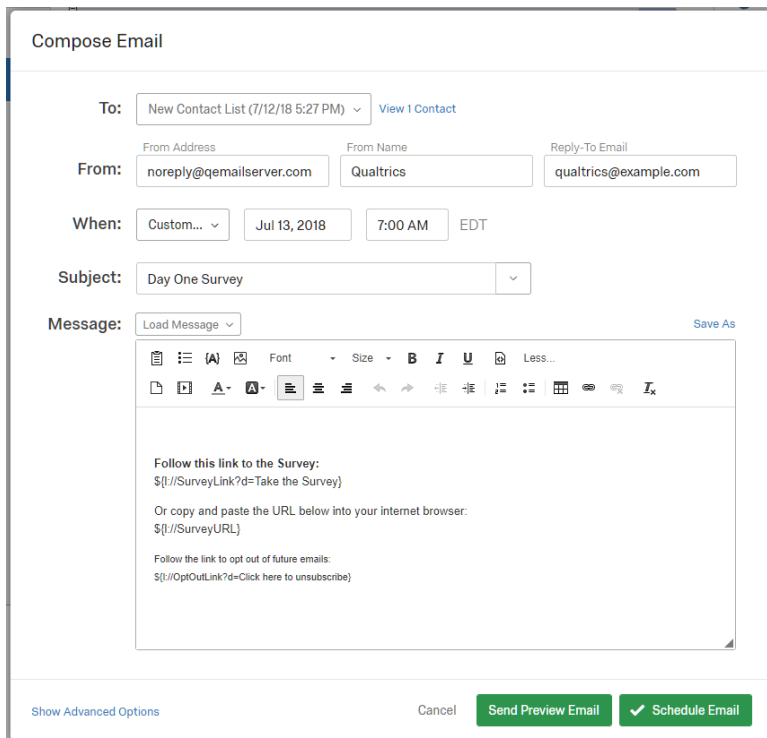 Compose Email
To: New Contact List (7/12/18 5:27 PM) View 1 Contact
From Address From Name Reply-To Email
From: noreply@qemailserver.com Qualtrics qualtrics@example.com
When: Custom... Jul 13, 2018 7:00 AM EDT
Subject: Day One Survey
Message: Load Message Save As
{A} Font Size B I U Less...
A A Ix
Follow this link to the Survey:
${l://SurveyLink?d=Take the Survey}
Or copy and paste the URL below into your internet browser:
${l://SurveyURL}
Follow the link to opt out of future emails:
${l://OptOutLink?d=Click here to unsubscribe}
Show Advanced Options Cancel Send Preview Email Schedule Email